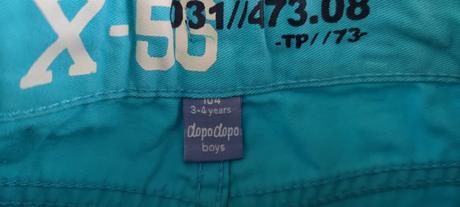 X-56
031//473.08
-TP//73-
104
3-4 years
dopodopo
boys